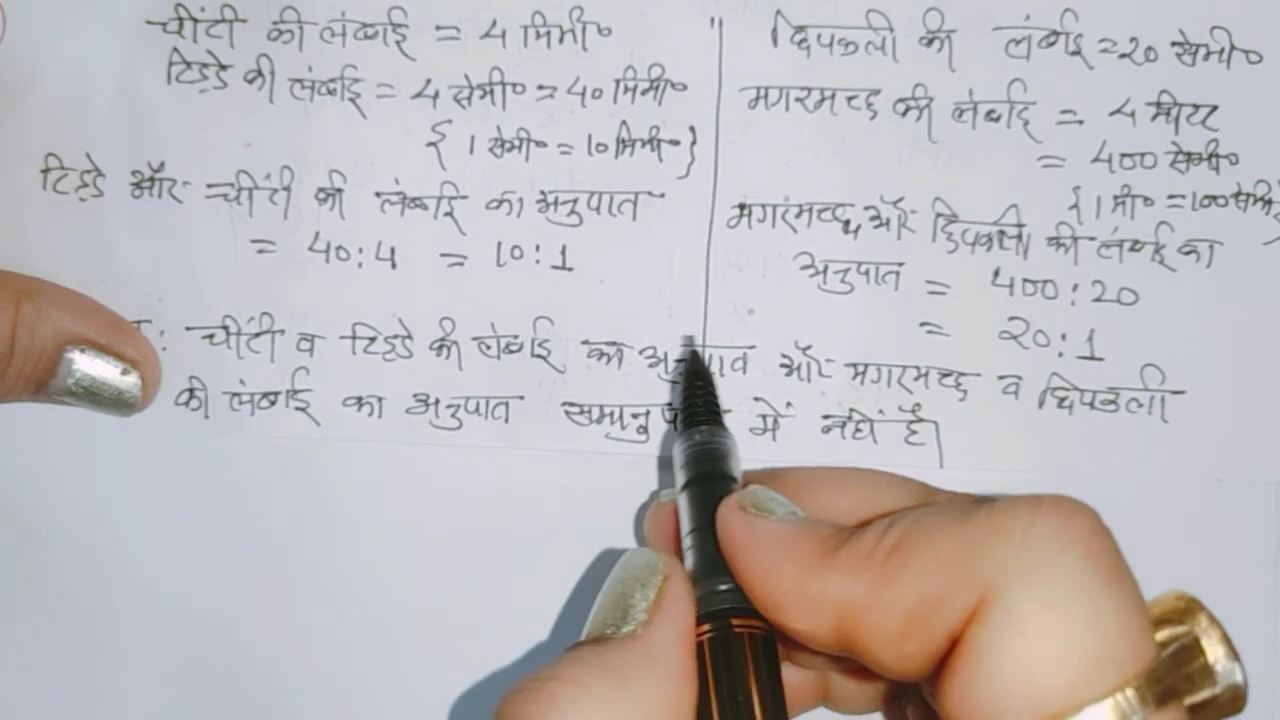 चींटी की लंबाई = 4 मिमी०
टिड्डे की लंबाई = 4 सेमी० = 40 मिमी०
{ 1 सेमी० = 10 मिमी० }
टिड्डे और चींटी की लंबाई का अनुपात
= 40:4 = 10:1
छिपकली की लंबाई = 20 सेमी०
मगरमच्छ की लंबाई = 4 मीटर
= 400 सेमी०
{ 1 मी० = 100 सेमी०
मगरमच्छ और छिपकली की लंबाई का
अनुपात = 400:20
= 20:1
: चींटी व टिड्डे की लंबाई का और मगरमच्छ व छिपकली
की लंबाई का अनुपात में नहीं है।